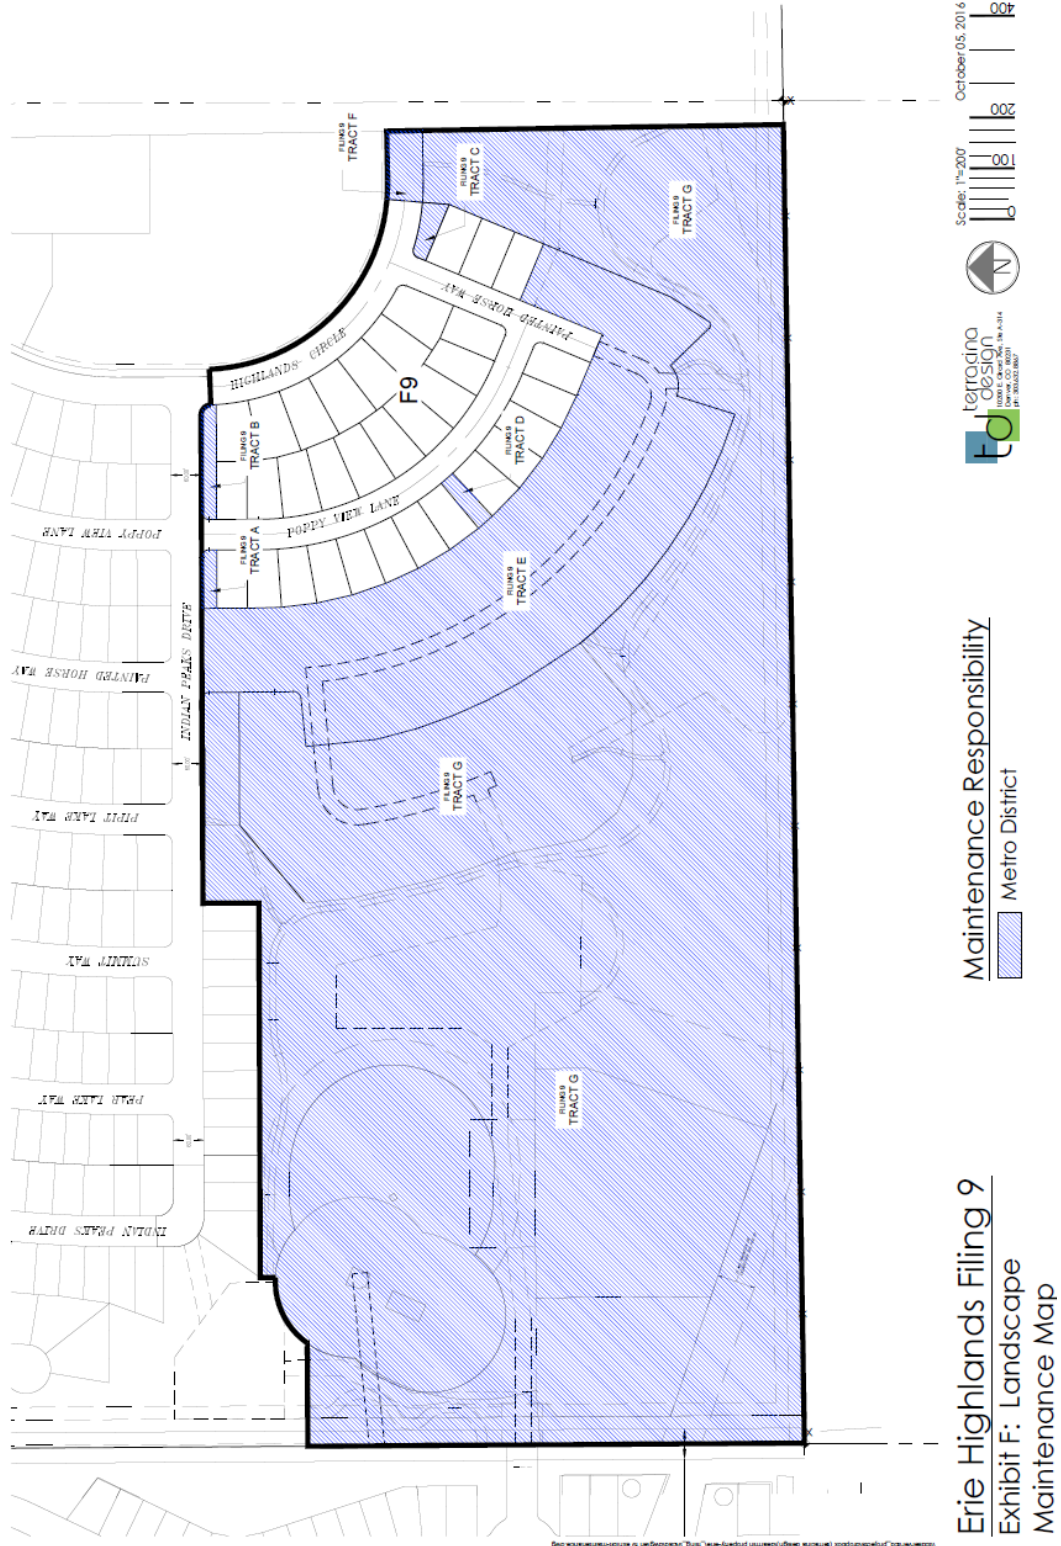 Erie Highlands Filing 9
Exhibit F: Landscape
Maintenance Map
Maintenance Responsibility
Metro District
terracina
design
td
N
Scale: 1"=200'
October 05, 2016
0
100
200
400
INDIAN PEAKS DRIVE
PEAR LAKE WAY
SUMMIT WAY
PIPIT LAKE WAY
PAINTED HORSE WAY
POPPY VIEW LANE
INDIAN PEAKS DRIVE
FILING 9
TRACT A
FILING 9
TRACT B
HIGHLANDS CIRCLE
POPPY VIEW LANE
F9
PAINTED HORSE WAY
FILING 9
TRACT F
FILING 9
TRACT C
FILING 9
TRACT D
FILING 9
TRACT E
FILING 9
TRACT G
FILING 9
TRACT G
FILING 9
TRACT G